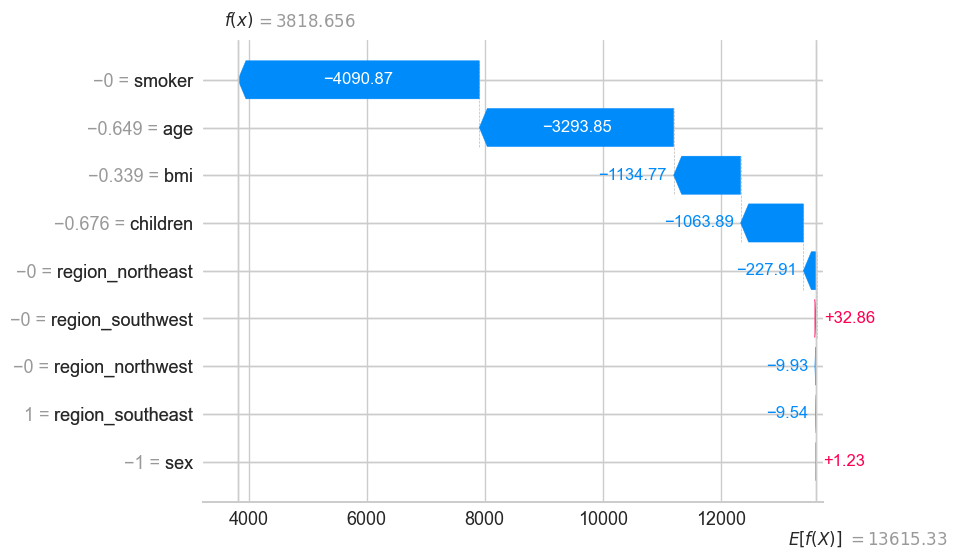 f(x) = 3818.656
−0 = smoker −4090.87
−0.649 = age −3293.85
−0.339 = bmi −1134.77
−0.676 = children −1063.89
−0 = region_northeast −227.91
−0 = region_southwest +32.86
−0 = region_northwest −9.93
1 = region_southeast −9.54
−1 = sex +1.23
4000 6000 8000 10000 12000
E[f(X)] = 13615.33